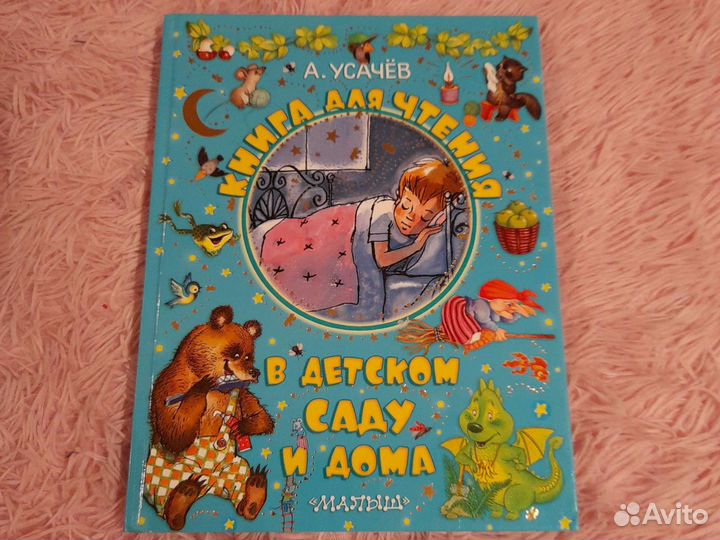 А. УСАЧЁВ
КНИГА ДЛЯ ЧТЕНИЯ
В ДЕТСКОМ
САДУ
И ДОМА
«МАЛЫШ»
Avito